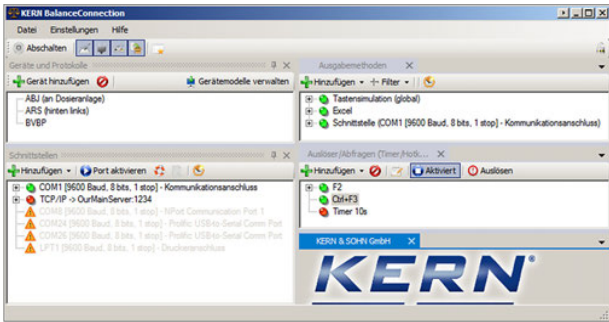 KERN BalanceConnection
Datei Einstellungen Hilfe
Abschalten
Geräte und Protokolle
Gerät hinzufügen
Gerätemodelle verwalten
ABJ (an Dosieranlage)
ARS (hinten links)
BVBP
Ausgabemethoden
Hinzufügen
Filter
Tastensimulation (global)
Excel
Schnittstelle (COM1 [9600 Baud, 8 bits, 1 stop] - Kommunikationsanschluss)
Schnittstellen
Hinzufügen
Port aktivieren
COM1 [9600 Baud, 8 bits, 1 stop] - Kommunikationsanschluss
TCP/IP -> OurMainServer:1234
COM8 [9600 Baud, 8 bits, 1 stop] - NPort Communication Port 1
COM24 [9600 Baud, 8 bits, 1 stop] - Prolific USB-to-Serial Comm Port
COM26 [9600 Baud, 8 bits, 1 stop] - Prolific USB-to-Serial Comm Port
LPT1 [9600 Baud, 8 bits, 1 stop] - Druckeranschluss
Auslöser/Abfragen (Timer/Hotk...
Hinzufügen
Aktiviert
Auslösen
F2
Ctrl+F3
Timer 10s
KERN & SOHN GmbH
KERN